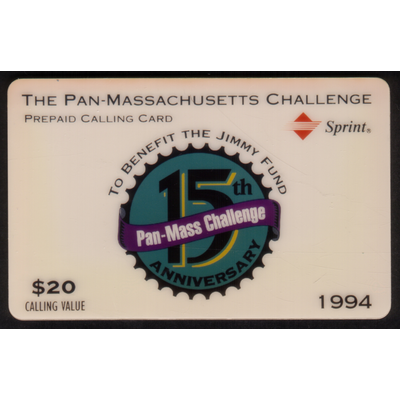 THE PAN-MASSACHUSETTS CHALLENGE
PREPAID CALLING CARD
Sprint®
TO BENEFIT THE JIMMY FUND
15th
Pan-Mass Challenge
ANNIVERSARY
$20
CALLING VALUE
1994